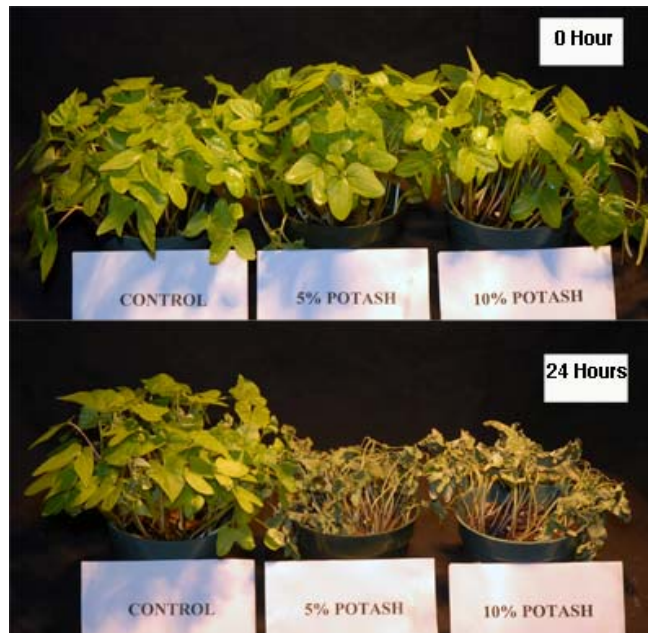 0 Hour
CONTROL
5% POTASH
10% POTASH
24 Hours
CONTROL
5% POTASH
10% POTASH